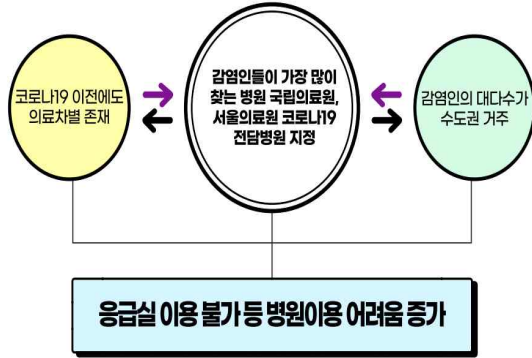 코로나19 이전에도
의료차별 존재
감염인들이 가장 많이
찾는 병원 국립의료원,
서울의료원 코로나19
전담병원 지정
감염인의 대다수가
수도권 거주
응급실 이용 불가 등 병원이용 어려움 증가